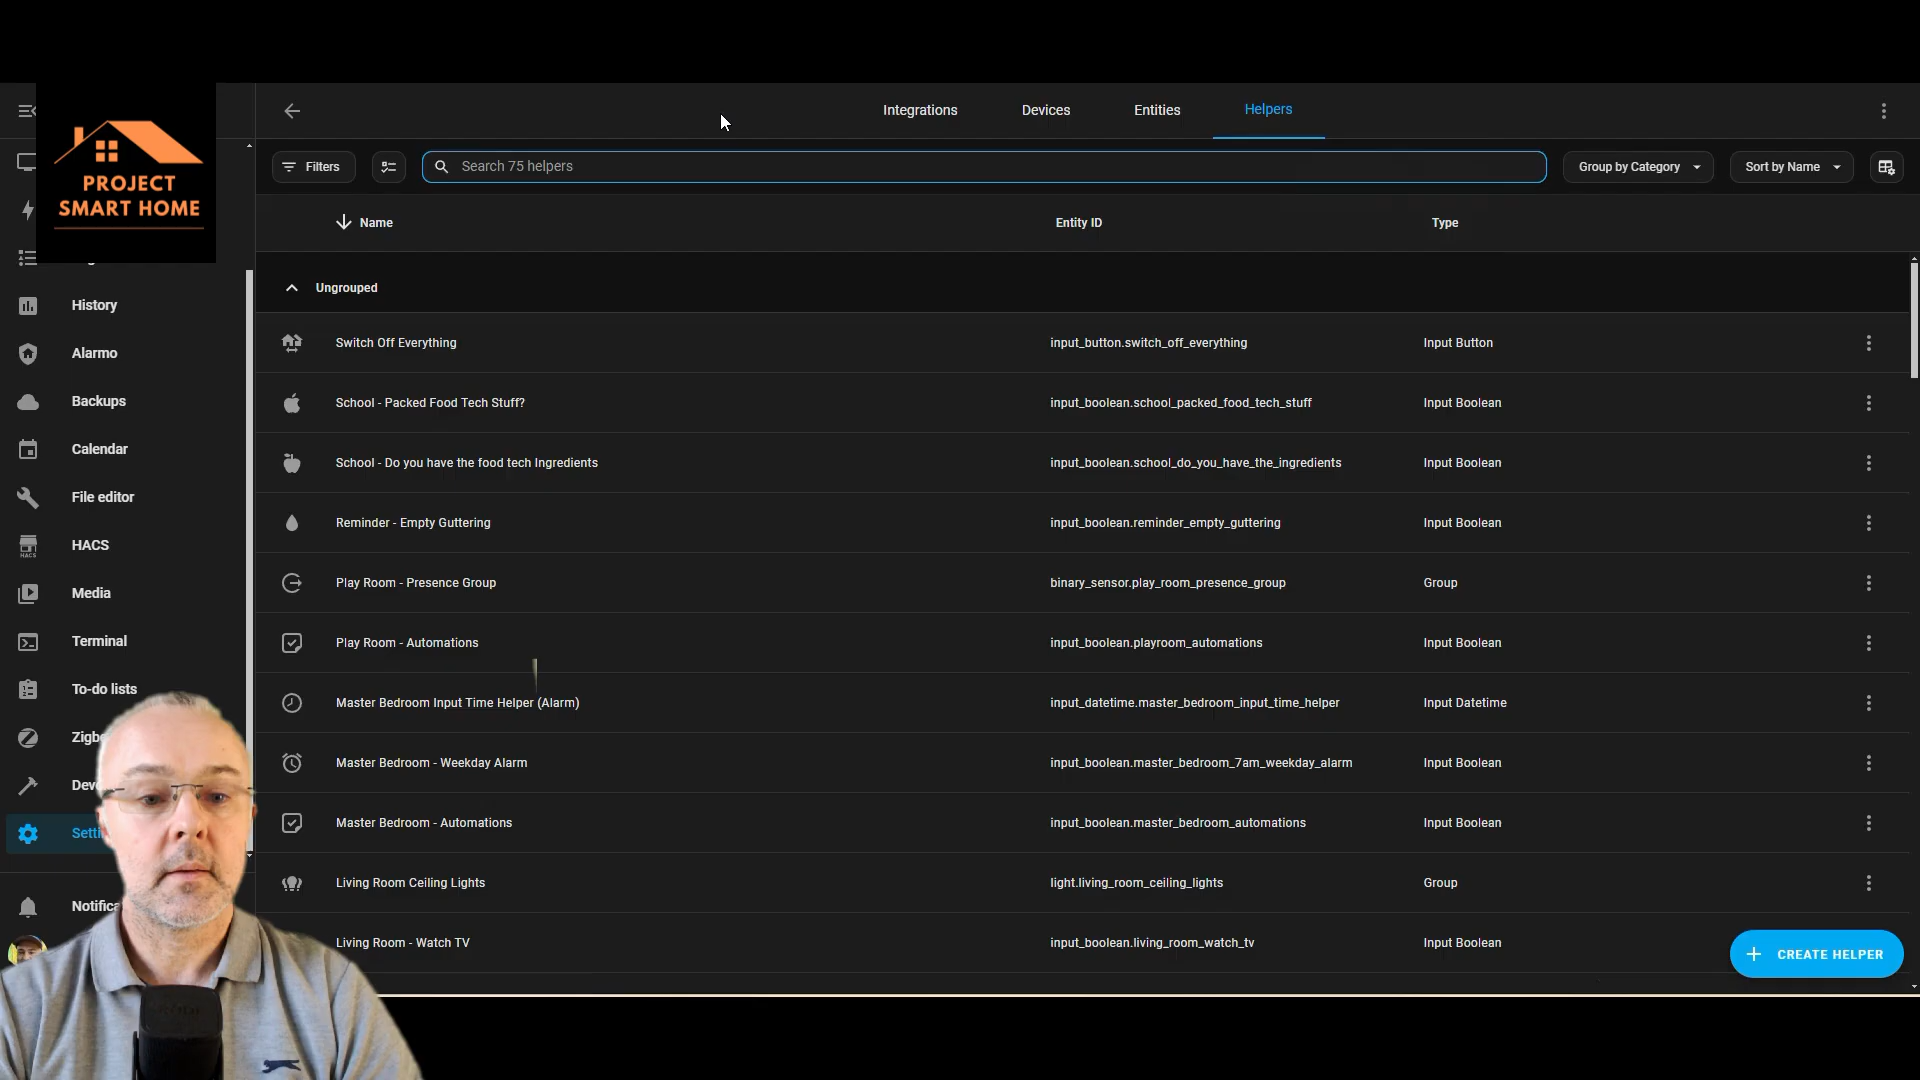 PROJECT
SMART HOME
Integrations
Devices
Entities
Helpers
Filters
Search 75 helpers
Group by Category
Sort by Name
Name
Entity ID
Type
Ungrouped
Switch Off Everything
input_button.switch_off_everything
Input Button
School - Packed Food Tech Stuff?
input_boolean.school_packed_food_tech_stuff
Input Boolean
School - Do you have the food tech Ingredients
input_boolean.school_do_you_have_the_ingredients
Input Boolean
Reminder - Empty Guttering
input_boolean.reminder_empty_guttering
Input Boolean
Play Room - Presence Group
binary_sensor.play_room_presence_group
Group
Play Room - Automations
input_boolean.playroom_automations
Input Boolean
Master Bedroom Input Time Helper (Alarm)
input_datetime.master_bedroom_input_time_helper
Input Datetime
Master Bedroom - Weekday Alarm
input_boolean.master_bedroom_7am_weekday_alarm
Input Boolean
Master Bedroom - Automations
input_boolean.master_bedroom_automations
Input Boolean
Living Room Ceiling Lights
light.living_room_ceiling_lights
Group
Living Room - Watch TV
input_boolean.living_room_watch_tv
Input Boolean
CREATE HELPER
History
Alarmo
Backups
Calendar
File editor
HACS
HACS
Media
Terminal
To-do lists
Zigb
Dev
Setti
Notifica